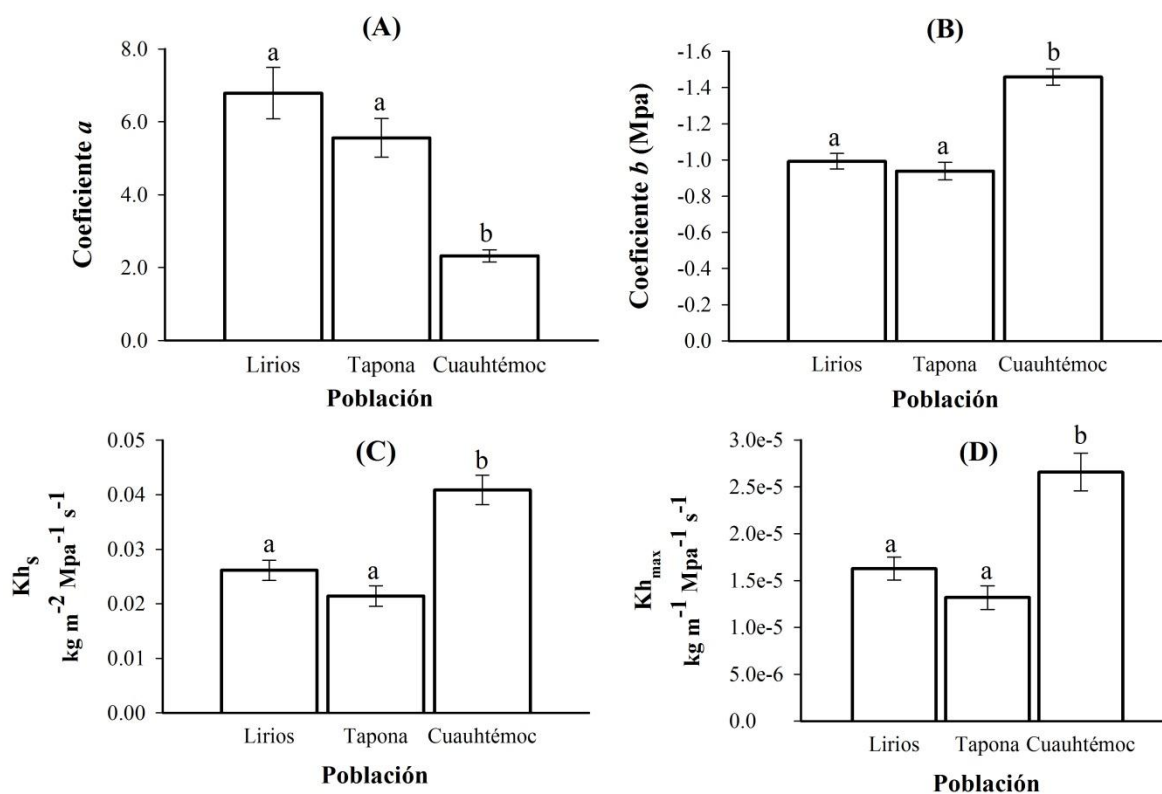 (A)
8.0
6.0
4.0
2.0
0.0
Coeficiente a
a
a
b
Lirios Tapona Cuauhtémoc
Población
(B)
-1.6
-1.4
-1.2
-1.0
-0.8
-0.6
-0.4
-0.2
0.0
Coeficiente b (Mpa)
a
a
b
Lirios Tapona Cuauhtémoc
Población
(C)
0.05
0.04
0.03
0.02
0.01
0.00
Khs
kg m-2 Mpa-1 s-1
a
a
b
Lirios Tapona Cuauhtémoc
Población
(D)
3.0e-5
2.5e-5
2.0e-5
1.5e-5
1.0e-5
5.0e-6
0.0
Khmax
kg m-1 Mpa-1 s-1
a
a
b
Lirios Tapona Cuauhtémoc
Población